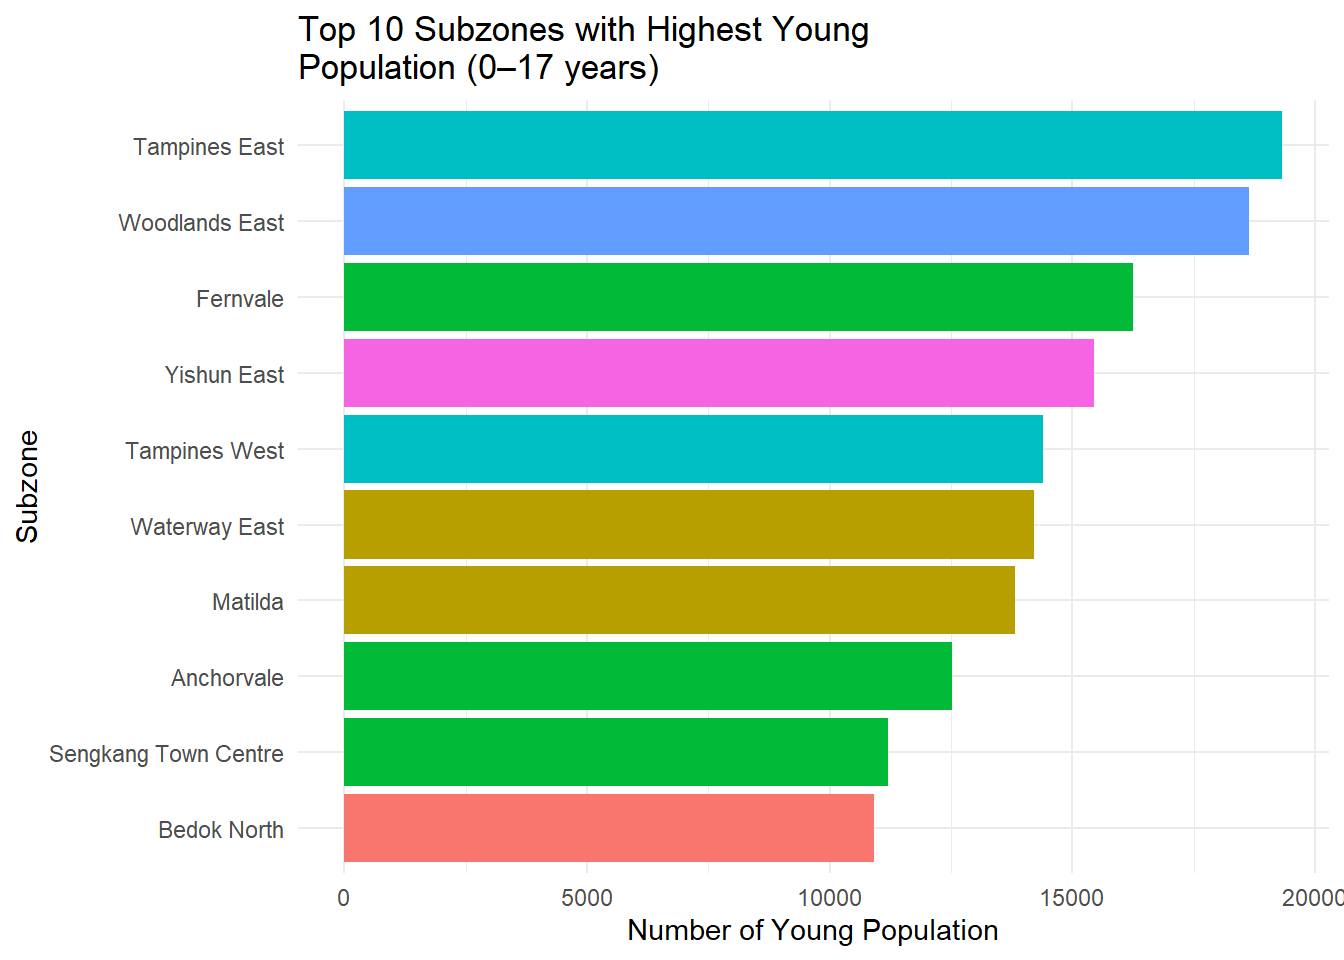 Top 10 Subzones with Highest Young
Population (0–17 years)
Tampines East
Woodlands East
Fernvale
Yishun East
Tampines West
Waterway East
Matilda
Anchorvale
Sengkang Town Centre
Bedok North
Subzone
0 5000 10000 15000 20000
Number of Young Population